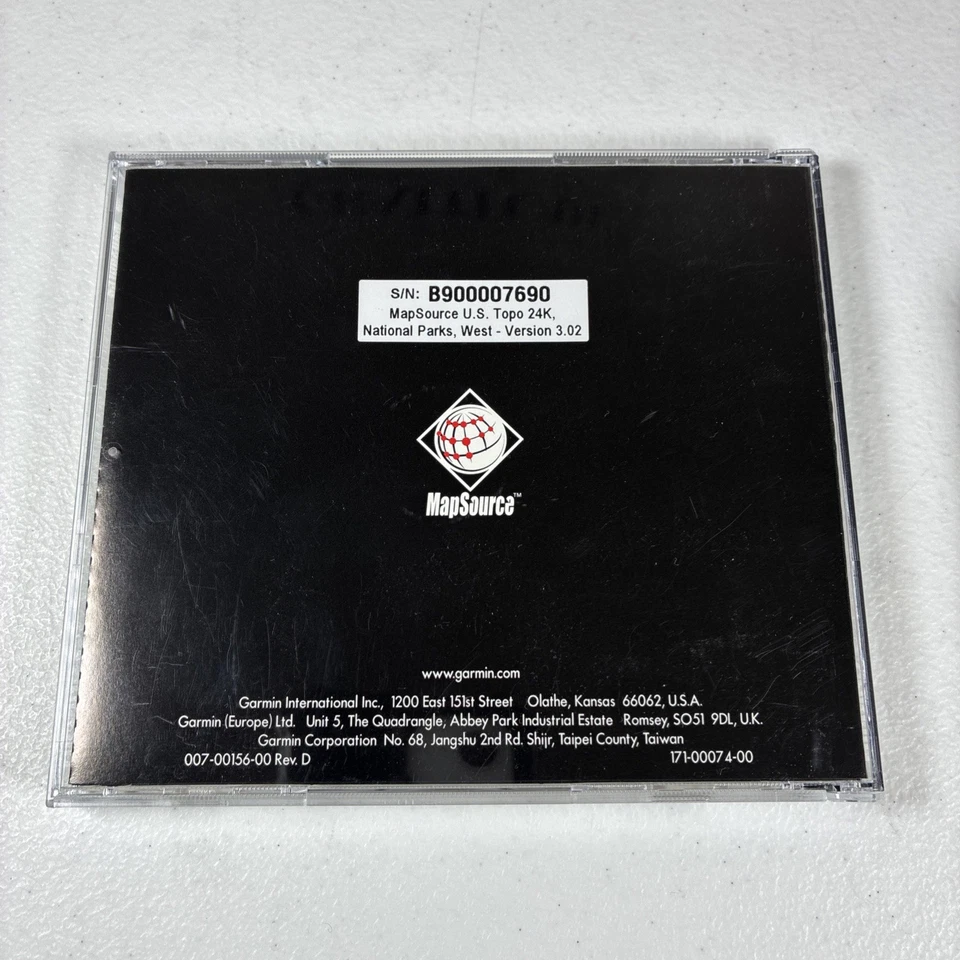 S/N: B900007690
MapSource U.S. Topo 24K,
National Parks, West - Version 3.02
MapSource™
www.garmin.com
Garmin International Inc., 1200 East 151st Street Olathe, Kansas 66062, U.S.A.
Garmin (Europe) Ltd. Unit 5, The Quadrangle, Abbey Park Industrial Estate Romsey, SO51 9DL, U.K.
Garmin Corporation No. 68, Jangshu 2nd Rd. Shijr, Taipei County, Taiwan
007-00156-00 Rev. D 171-00074-00